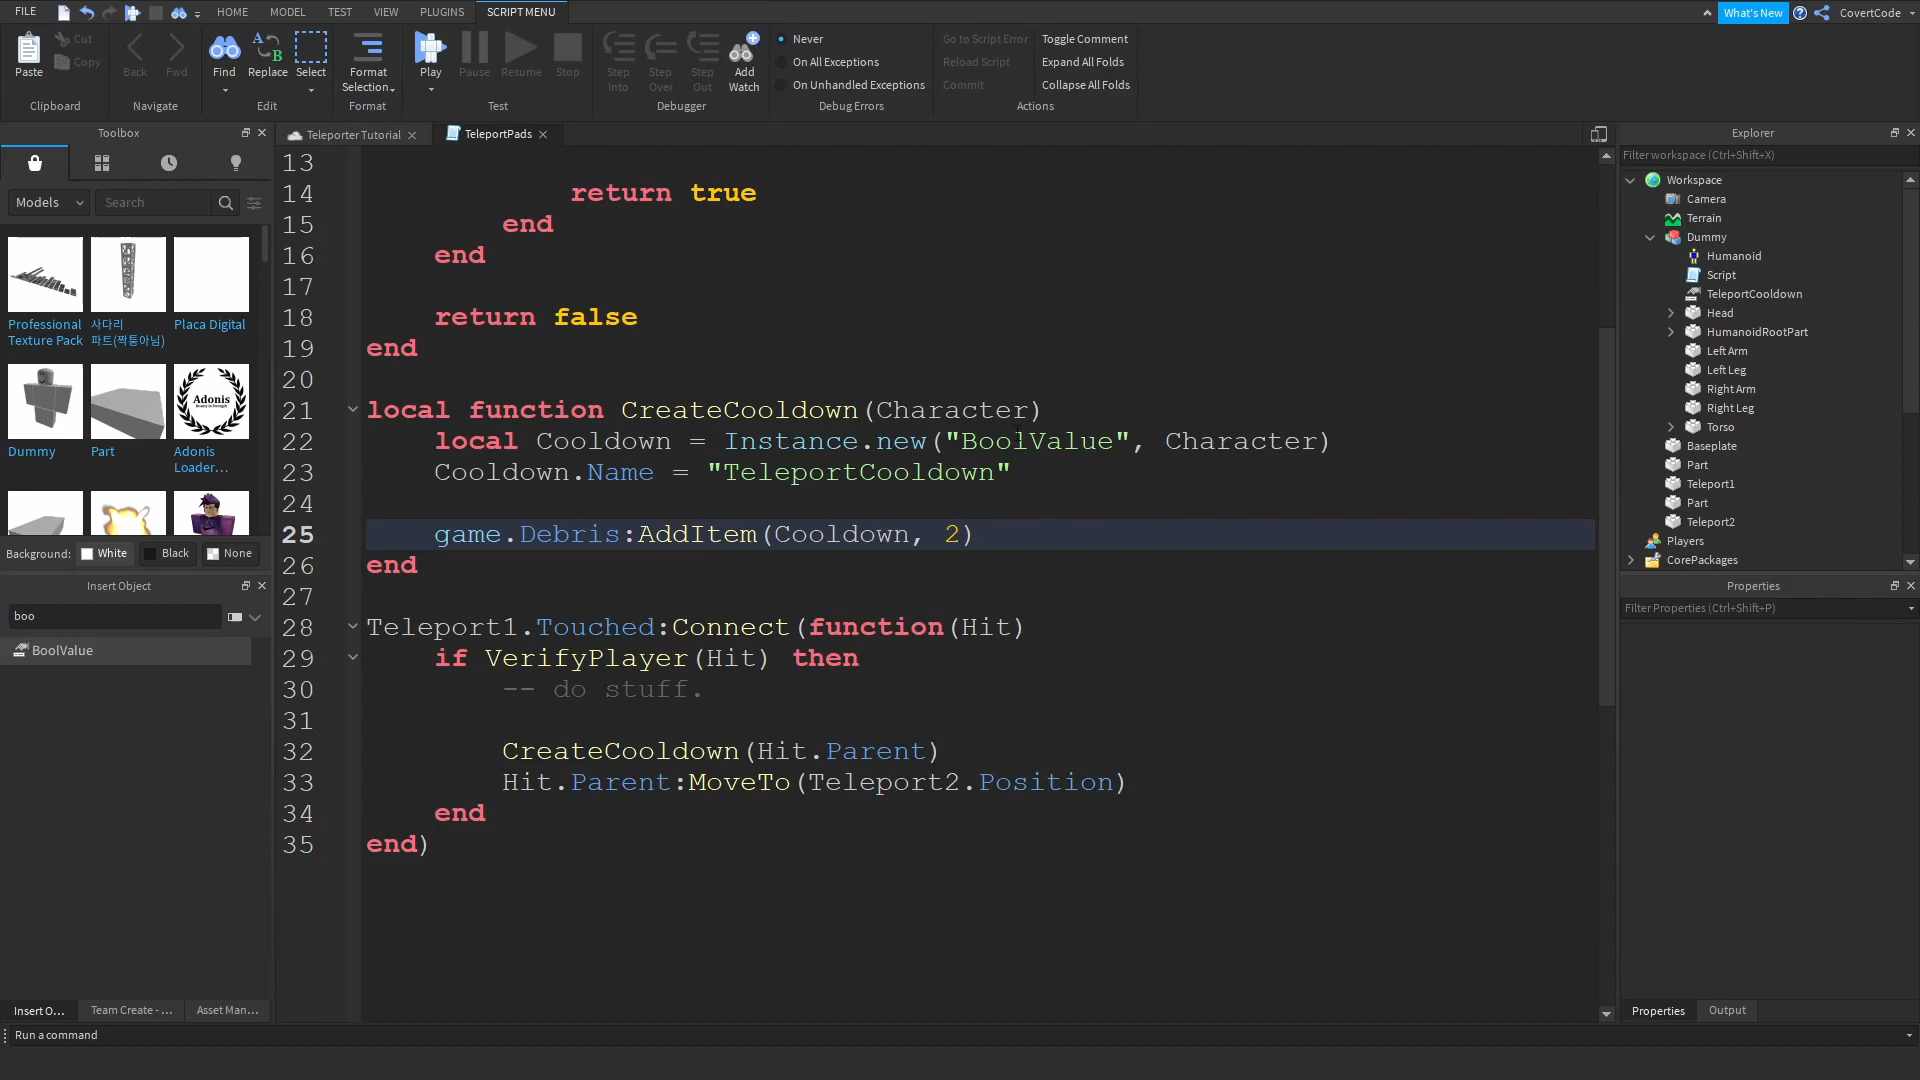 FILE
HOME
MODEL
TEST
VIEW
PLUGINS
SCRIPT MENU
What's New
CovertCode
Paste
Cut
Copy
Clipboard
Back
Fwd
Navigate
Find
Replace
Select
Edit
Format
Selection
Format
Play
Pause
Resume
Stop
Test
Step
Into
Step
Over
Step
Out
Add
Watch
Debugger
Never
On All Exceptions
On Unhandled Exceptions
Debug Errors
Go to Script Error
Reload Script
Commit
Toggle Comment
Expand All Folds
Collapse All Folds
Actions
Toolbox
Models
Search
Professional
Texture Pack
사다리
파트(짝퉁아님)
Placa Digital
Dummy
Part
Adonis
Adonis
Loader...
Background:
White
Black
None
Insert Object
boo
BoolValue
Insert O...
Team Create - ...
Asset Man...
Run a command
Teleporter Tutorial
TeleportPads
13
14 return true
15 end
16 end
17
18 return false
19 end
20
21 local function CreateCooldown(Character)
22 local Cooldown = Instance.new("BoolValue", Character)
23 Cooldown.Name = "TeleportCooldown"
24
25 game.Debris:AddItem(Cooldown, 2)
26 end
27
28 Teleport1.Touched:Connect(function(Hit)
29 if VerifyPlayer(Hit) then
30 -- do stuff.
31
32 CreateCooldown(Hit.Parent)
33 Hit.Parent:MoveTo(Teleport2.Position)
34 end
35 end)
Explorer
Filter workspace (Ctrl+Shift+X)
Workspace
Camera
Terrain
Dummy
Humanoid
Script
TeleportCooldown
Head
HumanoidRootPart
Left Arm
Left Leg
Right Arm
Right Leg
Torso
Baseplate
Part
Teleport1
Part
Teleport2
Players
CorePackages
Properties
Filter Properties (Ctrl+Shift+P)
Properties
Output